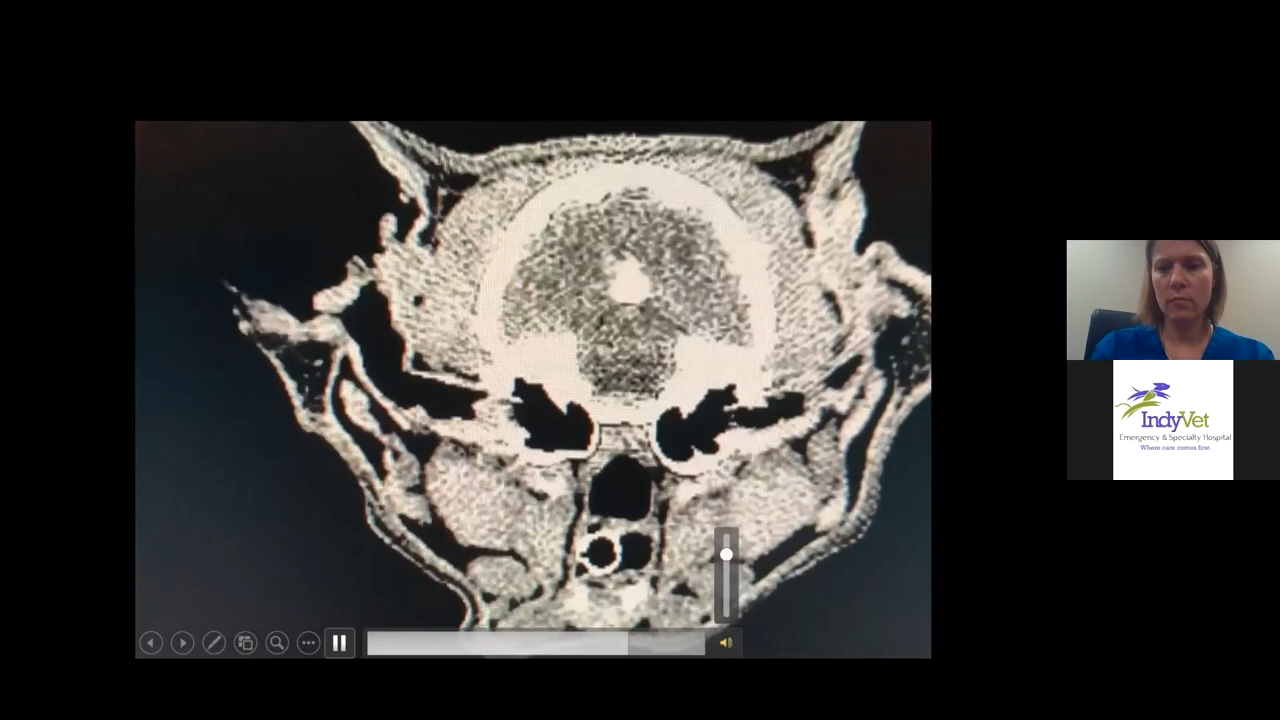 IndyVet
Emergency & Specialty Hospital
Where care comes first.